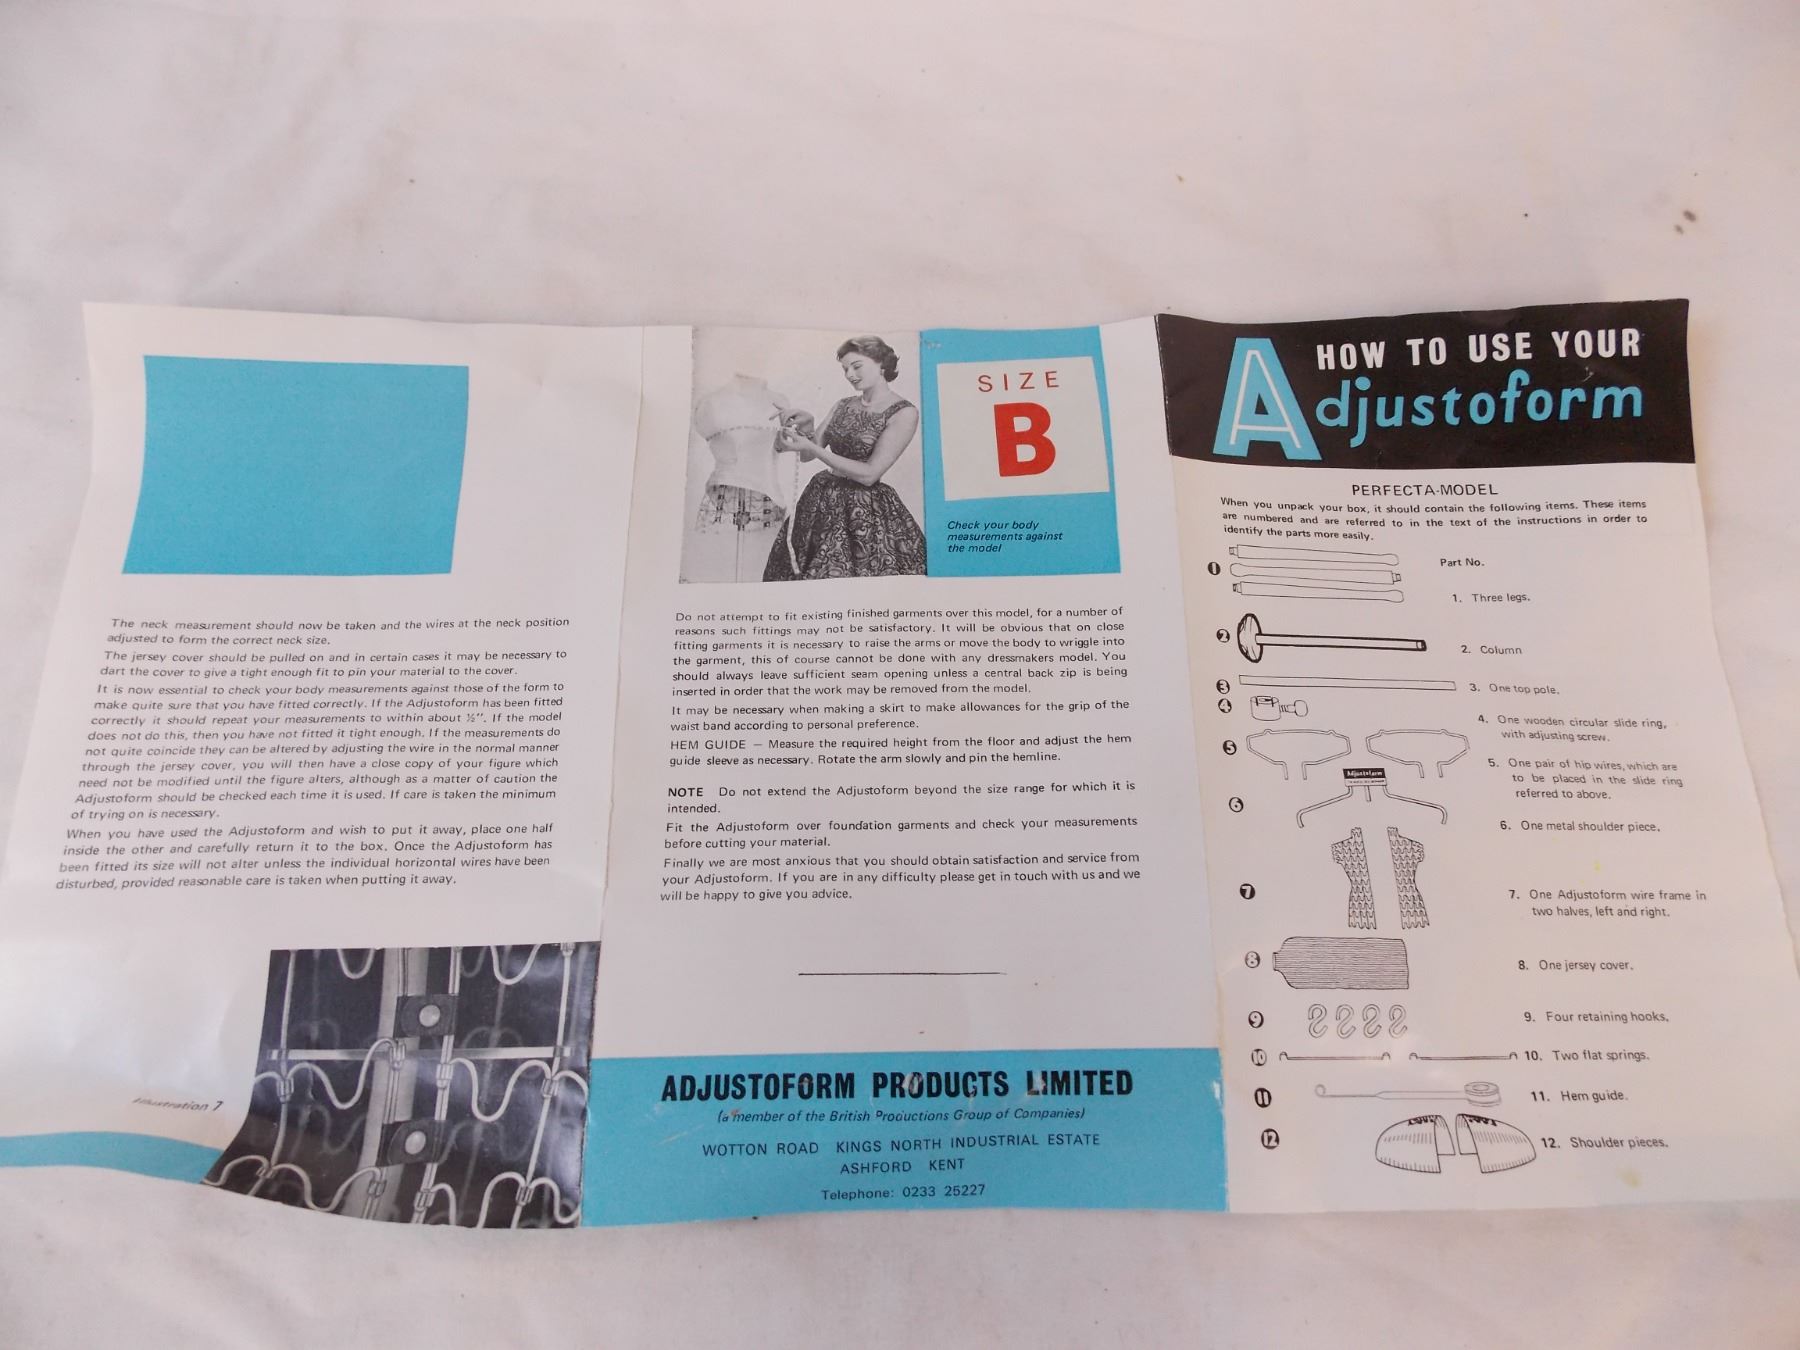 The neck measurement should now be taken and the wires at the neck position
adjusted to form the correct neck size.
The jersey cover should be pulled on and in certain cases it may be necessary to
dart the cover to give a tight enough fit to pin your material to the cover.
It is now essential to check your body measurements against those of the form to
make quite sure that you have fitted correctly. If the Adjustoform has been fitted
correctly it should repeat your measurements to within about ½". If the model
does not do this, then you have not fitted it tight enough. If the measurements do
not quite coincide they can be altered by adjusting the wire in the normal manner
through the jersey cover, you will then have a close copy of your figure which
need not be modified until the figure alters, although as a matter of caution the
Adjustoform should be checked each time it is used. If care is taken the minimum
of trying on is necessary.
When you have used the Adjustoform and wish to put it away, place one half
inside the other and carefully return it to the box. Once the Adjustoform has
been fitted its size will not alter unless the individual horizontal wires have been
disturbed, provided reasonable care is taken when putting it away.
Illustration 7
SIZE
B
Check your body
measurements against
the model
Do not attempt to fit existing finished garments over this model, for a number of
reasons such fittings may not be satisfactory. It will be obvious that on close
fitting garments it is necessary to raise the arms or move the body to wriggle into
the garment, this of course cannot be done with any dressmakers model. You
should always leave sufficient seam opening unless a central back zip is being
inserted in order that the work may be removed from the model.
It may be necessary when making a skirt to make allowances for the grip of the
waist band according to personal preference.
HEM GUIDE — Measure the required height from the floor and adjust the hem
guide sleeve as necessary. Rotate the arm slowly and pin the hemline.
NOTE Do not extend the Adjustoform beyond the size range for which it is
intended.
Fit the Adjustoform over foundation garments and check your measurements
before cutting your material.
Finally we are most anxious that you should obtain satisfaction and service from
your Adjustoform. If you are in any difficulty please get in touch with us and we
will be happy to give you advice.
ADJUSTOFORM PRODUCTS LIMITED
(a member of the British Productions Group of Companies)
WOTTON ROAD KINGS NORTH INDUSTRIAL ESTATE
ASHFORD KENT
Telephone: 0233 25227
HOW TO USE YOUR
Adjustoform
PERFECTA-MODEL
When you unpack your box, it should contain the following items. These items
are numbered and are referred to in the text of the instructions in order to
identify the parts more easily.
Part No.
1 1. Three legs.
2 2. Column
3 3. One top pole.
4 4. One wooden circular slide ring,
with adjusting screw.
5 5. One pair of hip wires, which are
to be placed in the slide ring
referred to above.
Adjustoform
6 6. One metal shoulder piece.
7 7. One Adjustoform wire frame in
two halves, left and right.
8 8. One jersey cover.
9 9. Four retaining hooks.
10 10. Two flat springs.
11 11. Hem guide.
12 12. Shoulder pieces.